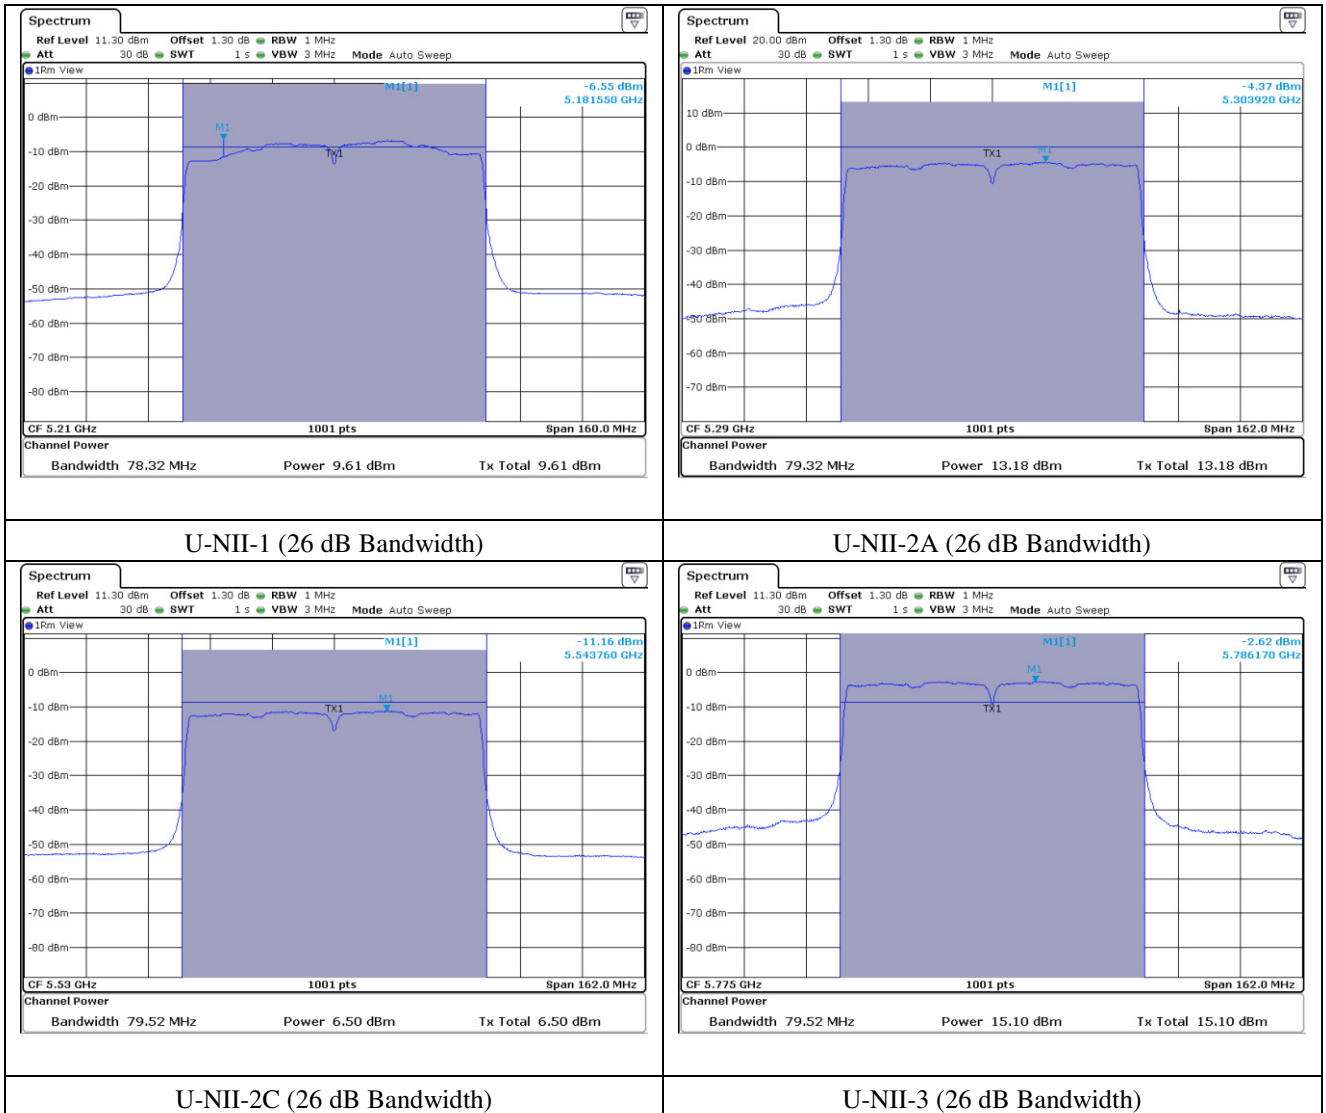 Spectrum
Ref Level 11.30 dBm Offset 1.30 dB RBW 1 MHz
Att 30 dB SWT 1 s VBW 3 MHz Mode Auto Sweep
1Rm View
M1[1] -6.55 dBm
5.181550 GHz
0 dBm
M1
-10 dBm
TX1
-20 dBm
-30 dBm
-40 dBm
-50 dBm
-60 dBm
-70 dBm
-80 dBm
CF 5.21 GHz 1001 pts Span 160.0 MHz
Channel Power
Bandwidth 78.32 MHz Power 9.61 dBm Tx Total 9.61 dBm
Spectrum
Ref Level 20.00 dBm Offset 1.30 dB RBW 1 MHz
Att 30 dB SWT 1 s VBW 3 MHz Mode Auto Sweep
1Rm View
M1[1] -4.37 dBm
5.303920 GHz
10 dBm
0 dBm
TX1 M1
-10 dBm
-20 dBm
-30 dBm
-40 dBm
-50 dBm
-60 dBm
-70 dBm
CF 5.29 GHz 1001 pts Span 162.0 MHz
Channel Power
Bandwidth 79.32 MHz Power 13.18 dBm Tx Total 13.18 dBm
U-NII-1 (26 dB Bandwidth)
U-NII-2A (26 dB Bandwidth)
Spectrum
Ref Level 11.30 dBm Offset 1.30 dB RBW 1 MHz
Att 30 dB SWT 1 s VBW 3 MHz Mode Auto Sweep
1Rm View
M1[1] -11.16 dBm
5.543760 GHz
0 dBm
M1
-10 dBm
TX1
-20 dBm
-30 dBm
-40 dBm
-50 dBm
-60 dBm
-70 dBm
-80 dBm
CF 5.53 GHz 1001 pts Span 162.0 MHz
Channel Power
Bandwidth 79.52 MHz Power 6.50 dBm Tx Total 6.50 dBm
Spectrum
Ref Level 11.30 dBm Offset 1.30 dB RBW 1 MHz
Att 30 dB SWT 1 s VBW 3 MHz Mode Auto Sweep
1Rm View
M1[1] -2.62 dBm
5.786170 GHz
0 dBm
M1
-10 dBm
TX1
-20 dBm
-30 dBm
-40 dBm
-50 dBm
-60 dBm
-70 dBm
-80 dBm
CF 5.775 GHz 1001 pts Span 162.0 MHz
Channel Power
Bandwidth 79.52 MHz Power 15.10 dBm Tx Total 15.10 dBm
U-NII-2C (26 dB Bandwidth)
U-NII-3 (26 dB Bandwidth)